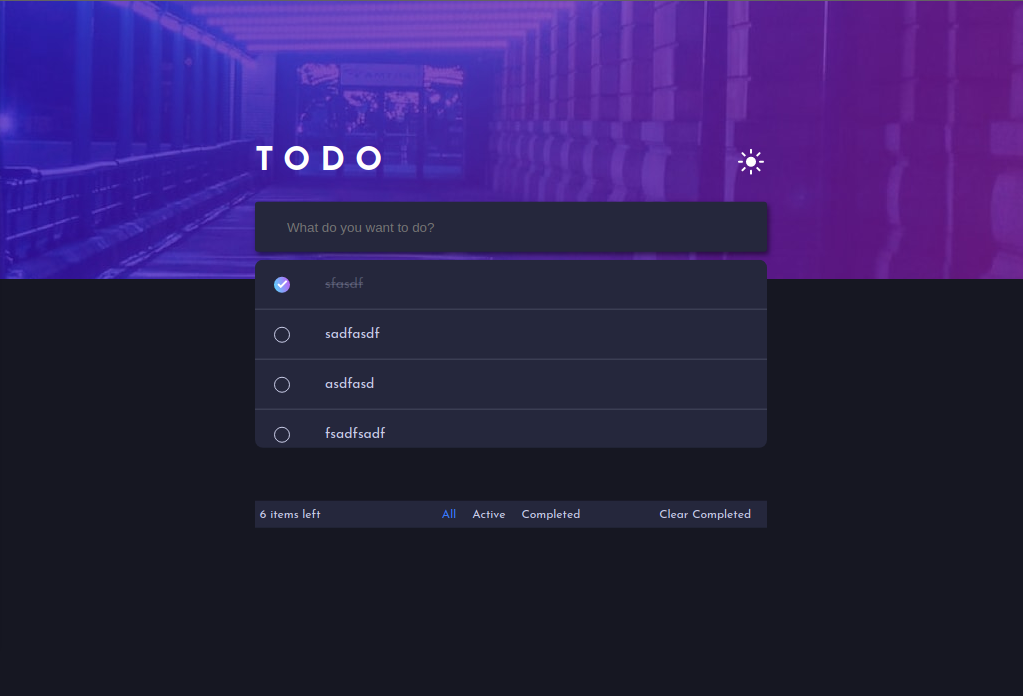 TODO
What do you want to do?
sfasdf
sadfasdf
asdfasd
fsadfsadf
6 items left All Active Completed Clear Completed